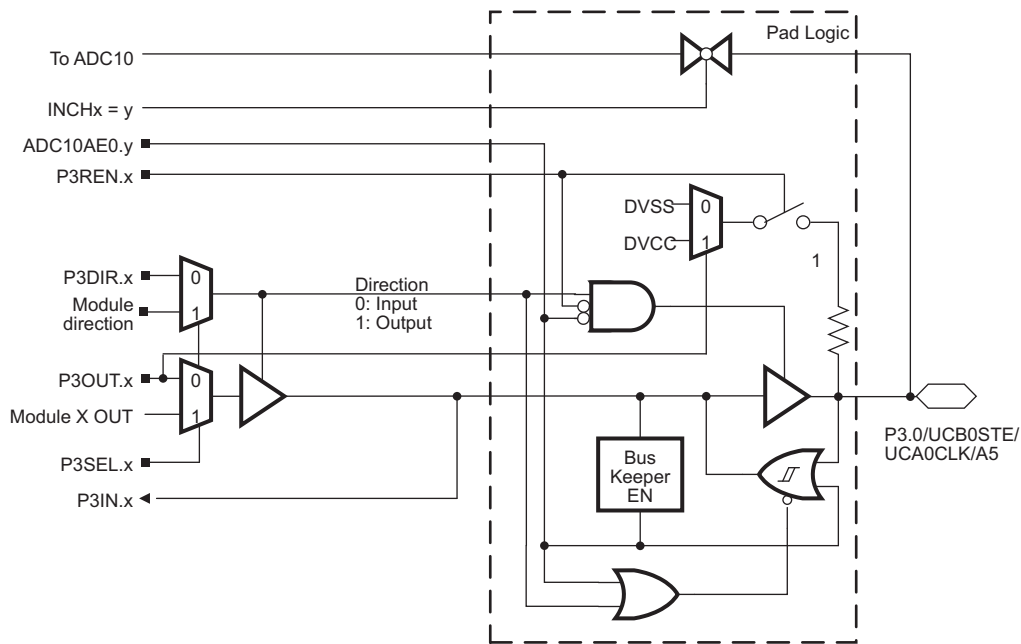 Pad Logic
To ADC10
INCHx = y
ADC10AE0.y
P3REN.x
DVSS
0
DVCC
1
1
P3DIR.x
0
Module
direction
1
Direction
0: Input
1: Output
P3OUT.x
0
Module X OUT
1
P3SEL.x
P3IN.x
Bus
Keeper
EN
P3.0/UCB0STE/
UCA0CLK/A5